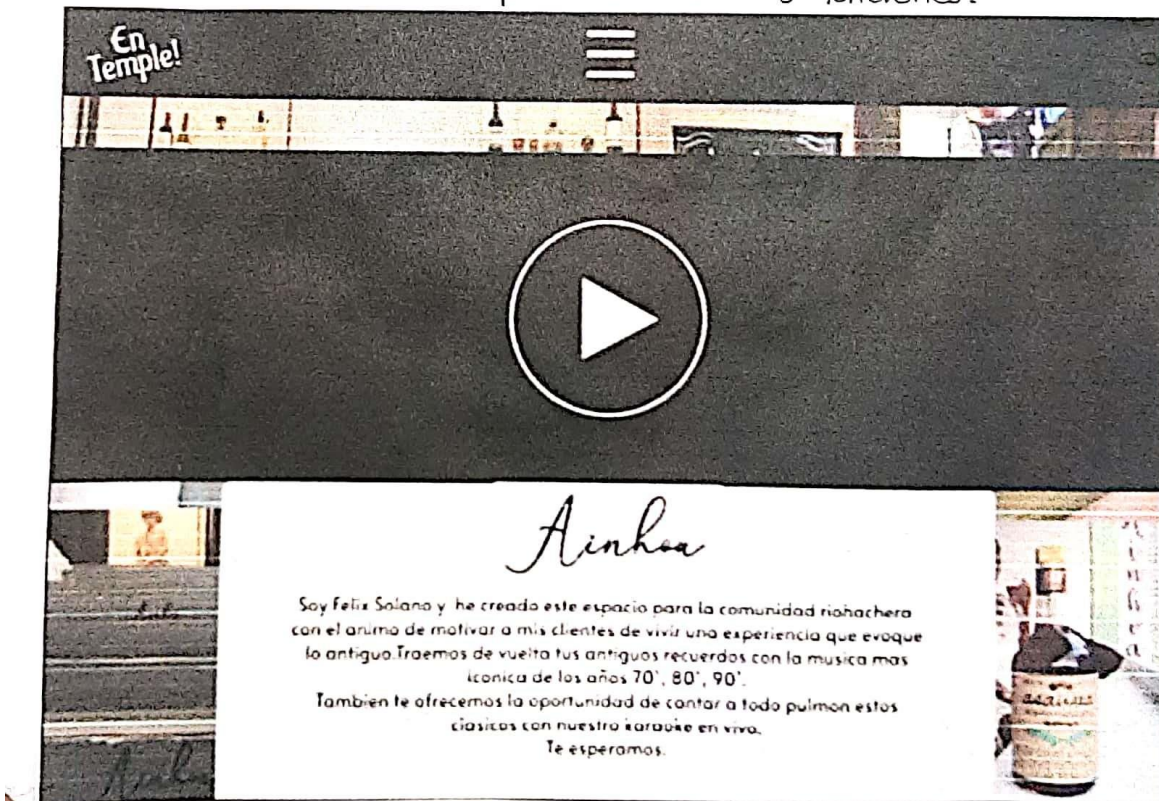 En
Temple!
Ainhoa
Soy Felix Solano y he creado este espacio para la comunidad riohachera
con el animo de motivar a mis clientes de vivir una experiencia que evoque
lo antiguo.Traemos de vuelta tus antiguos recuerdos con la musica mas
iconica de los años 70', 80', 90'.
Tambien te ofrecemos la oportunidad de cantar a todo pulmon estos
clasicos con nuestro karaoke en vivo.
Te esperamos.